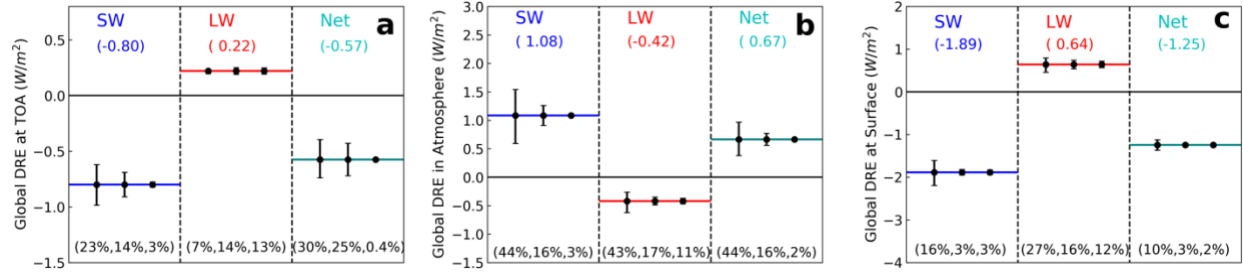 SW LW Net a
(-0.80) ( 0.22) (-0.57)
0.5
0.0
−0.5
−1.0
−1.5
Global DRE at TOA (W/m²)
(23%,14%,3%) (7%,14%,13%) (30%,25%,0.4%)
SW LW Net b
( 1.08) (-0.42) ( 0.67)
3.0
2.5
2.0
1.5
1.0
0.5
0.0
−0.5
−1.0
−1.5
Global DRE in Atmosphere (W/m²)
(44%,16%,3%) (43%,17%,11%) (44%,16%,2%)
SW LW Net c
(-1.89) ( 0.64) (-1.25)
2
1
0
−1
−2
−3
−4
Global DRE at Surface (W/m²)
(16%,3%,3%) (27%,16%,12%) (10%,3%,2%)